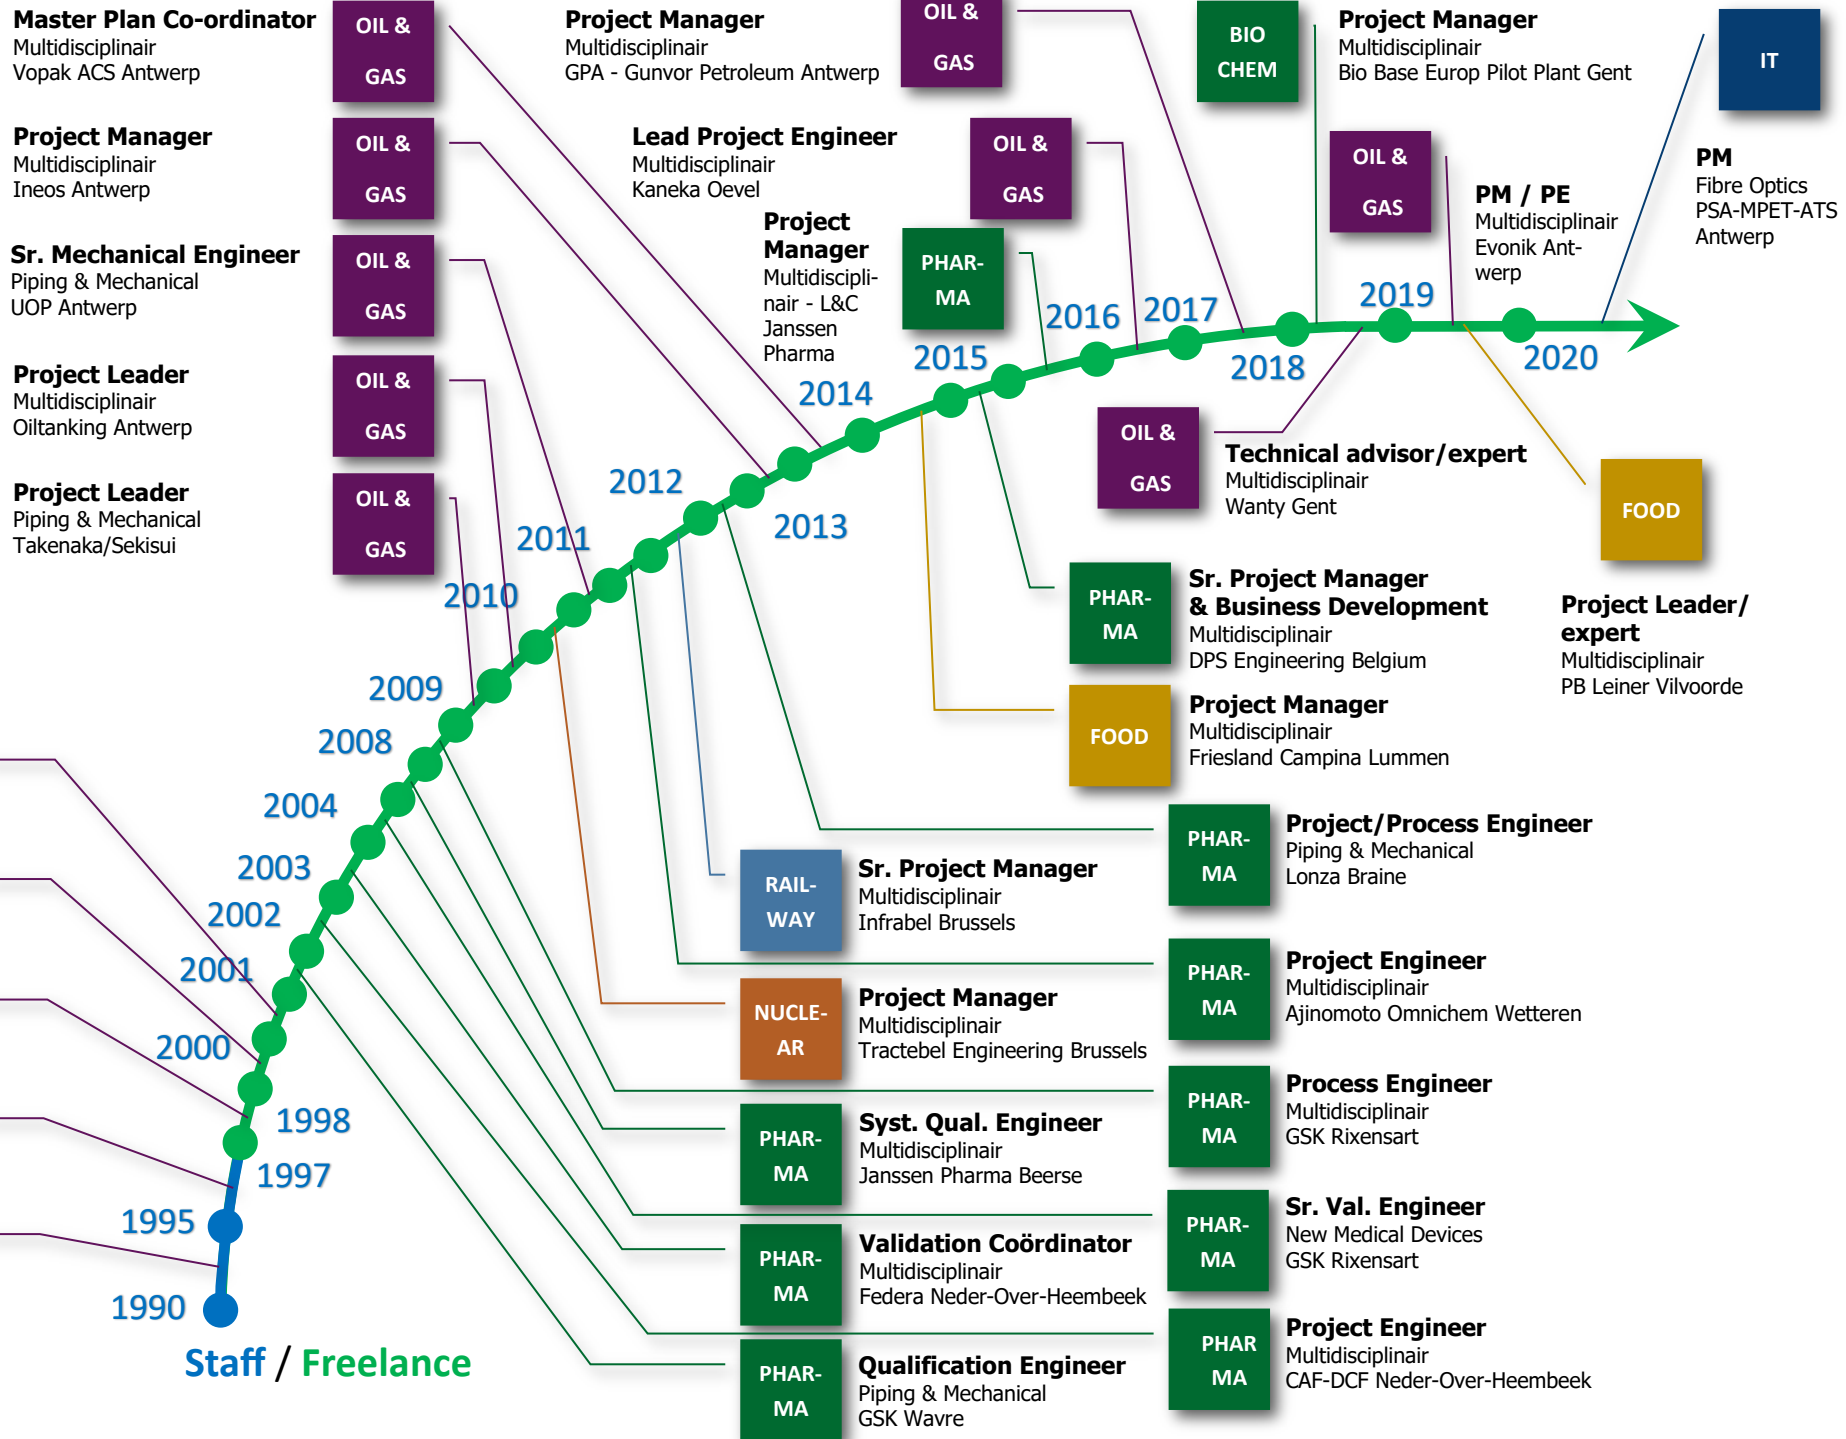 Master Plan Co-ordinator
Multidisciplinair
Vopak ACS Antwerp
OIL &
GAS
Project Manager
Multidisciplinair
Ineos Antwerp
OIL &
GAS
Sr. Mechanical Engineer
Piping & Mechanical
UOP Antwerp
OIL &
GAS
Project Leader
Multidisciplinair
Oiltanking Antwerp
OIL &
GAS
Project Leader
Piping & Mechanical
Takenaka/Sekisui
OIL &
GAS
Project Manager
Multidisciplinair
GPA - Gunvor Petroleum Antwerp
OIL &
GAS
Lead Project Engineer
Multidisciplinair
Kaneka Oevel
OIL &
GAS
Project
Manager
Multidiscipli-
nair - L&C
Janssen
Pharma
PHAR-
MA
BIO
CHEM
Project Manager
Multidisciplinair
Bio Base Europ Pilot Plant Gent
OIL &
GAS
PM / PE
Multidisciplinair
Evonik Ant-
werp
IT
PM
Fibre Optics
PSA-MPET-ATS
Antwerp
2020
2019
2018
2017
2016
2015
2014
2013
2012
2011
2010
2009
2008
2004
2003
2002
2001
2000
1998
1997
1995
1990
Staff / Freelance
OIL &
GAS
Technical advisor/expert
Multidisciplinair
Wanty Gent
FOOD
Project Leader/
expert
Multidisciplinair
PB Leiner Vilvoorde
PHAR-
MA
Sr. Project Manager
& Business Development
Multidisciplinair
DPS Engineering Belgium
FOOD
Project Manager
Multidisciplinair
Friesland Campina Lummen
PHAR-
MA
Project/Process Engineer
Piping & Mechanical
Lonza Braine
RAIL-
WAY
Sr. Project Manager
Multidisciplinair
Infrabel Brussels
PHAR-
MA
Project Engineer
Multidisciplinair
Ajinomoto Omnichem Wetteren
NUCLE-
AR
Project Manager
Multidisciplinair
Tractebel Engineering Brussels
PHAR-
MA
Process Engineer
Multidisciplinair
GSK Rixensart
PHAR-
MA
Syst. Qual. Engineer
Multidisciplinair
Janssen Pharma Beerse
PHAR-
MA
Sr. Val. Engineer
New Medical Devices
GSK Rixensart
PHAR-
MA
Validation Coördinator
Multidisciplinair
Federa Neder-Over-Heembeek
PHAR
MA
Project Engineer
Multidisciplinair
CAF-DCF Neder-Over-Heembeek
PHAR-
MA
Qualification Engineer
Piping & Mechanical
GSK Wavre